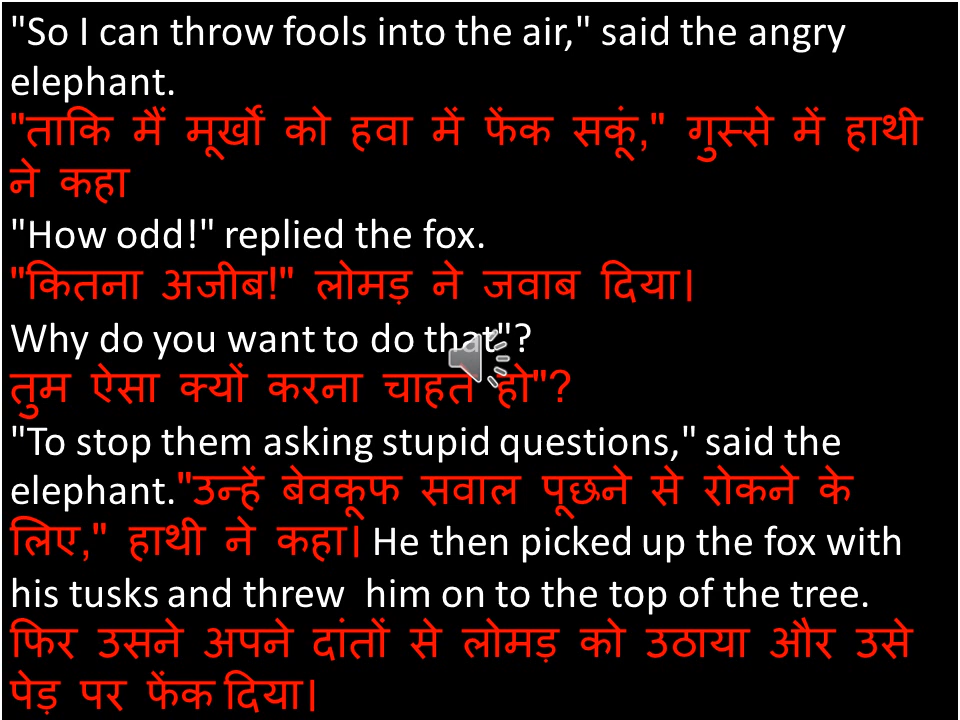 "So I can throw fools into the air," said the angry
elephant.
"ताकि मैं मूर्खों को हवा में फेंक सकूं," गुस्से में हाथी
ने कहा
"How odd!" replied the fox.
"कितना अजीब!" लोमड़ ने जवाब दिया।
Why do you want to do that"?
तुम ऐसा क्यों करना चाहते हो"?
"To stop them asking stupid questions," said the
elephant."उन्हें बेवकूफ सवाल पूछने से रोकने के
लिए," हाथी ने कहा। He then picked up the fox with
his tusks and threw  him on to the top of the tree.
फिर उसने अपने दांतों से लोमड़ को उठाया और उसे
पेड़ पर फेंक दिया।